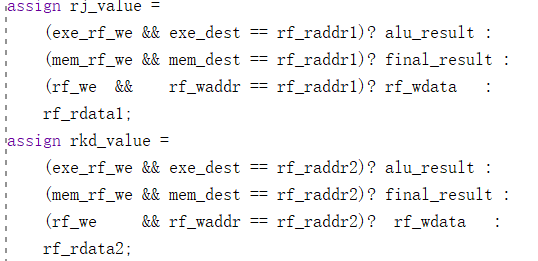 assign rj_value =
(exe_rf_we && exe_dest == rf_raddr1)? alu_result :
(mem_rf_we && mem_dest == rf_raddr1)? final_result :
(rf_we && rf_waddr == rf_raddr1)? rf_wdata :
rf_rdata1;
assign rkd_value =
(exe_rf_we && exe_dest == rf_raddr2)? alu_result :
(mem_rf_we && mem_dest == rf_raddr2)? final_result :
(rf_we && rf_waddr == rf_raddr2)? rf_wdata :
rf_rdata2;